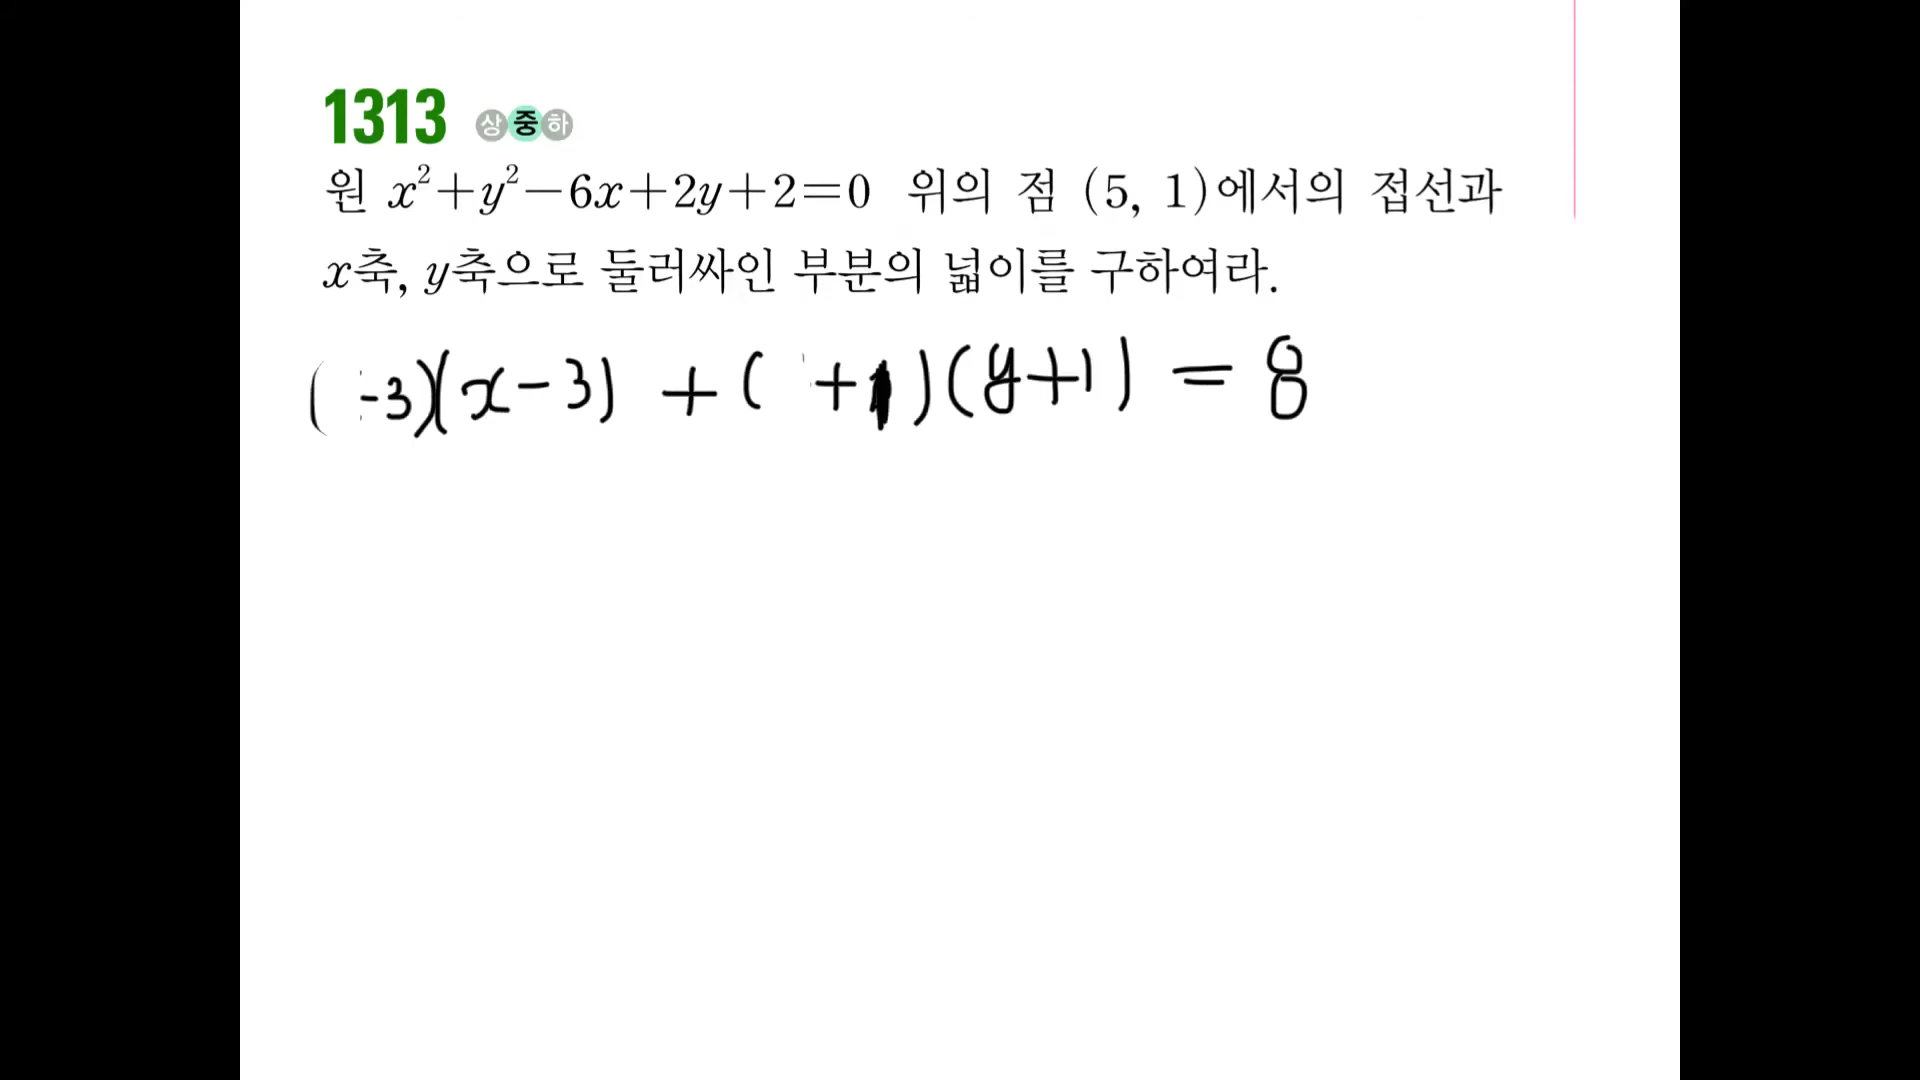 1313 상 중 하
원 x²+y²−6x+2y+2=0 위의 점 (5, 1)에서의 접선과
x축, y축으로 둘러싸인 부분의 넓이를 구하여라.
( -3)(x-3) + ( +1)(y+1) = 8